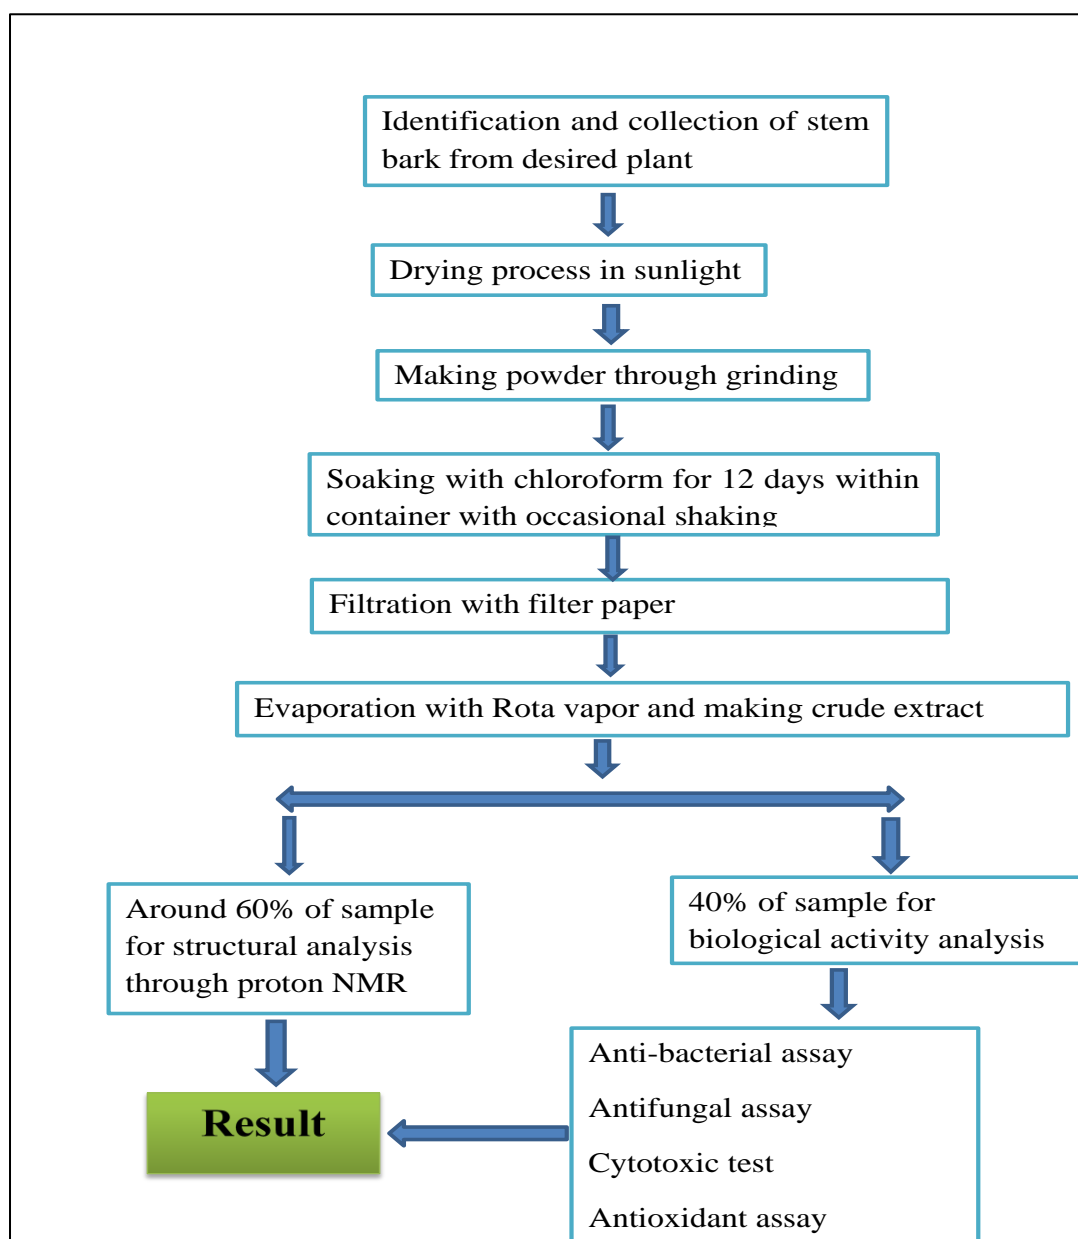 Identification and collection of stem
bark from desired plant
Drying process in sunlight
Making powder through grinding
Soaking with chloroform for 12 days within
container with occasional shaking
Filtration with filter paper
Evaporation with Rota vapor and making crude extract
Around 60% of sample
for structural analysis
through proton NMR
40% of sample for
biological activity analysis
Anti-bacterial assay
Antifungal assay
Cytotoxic test
Antioxidant assay
Result